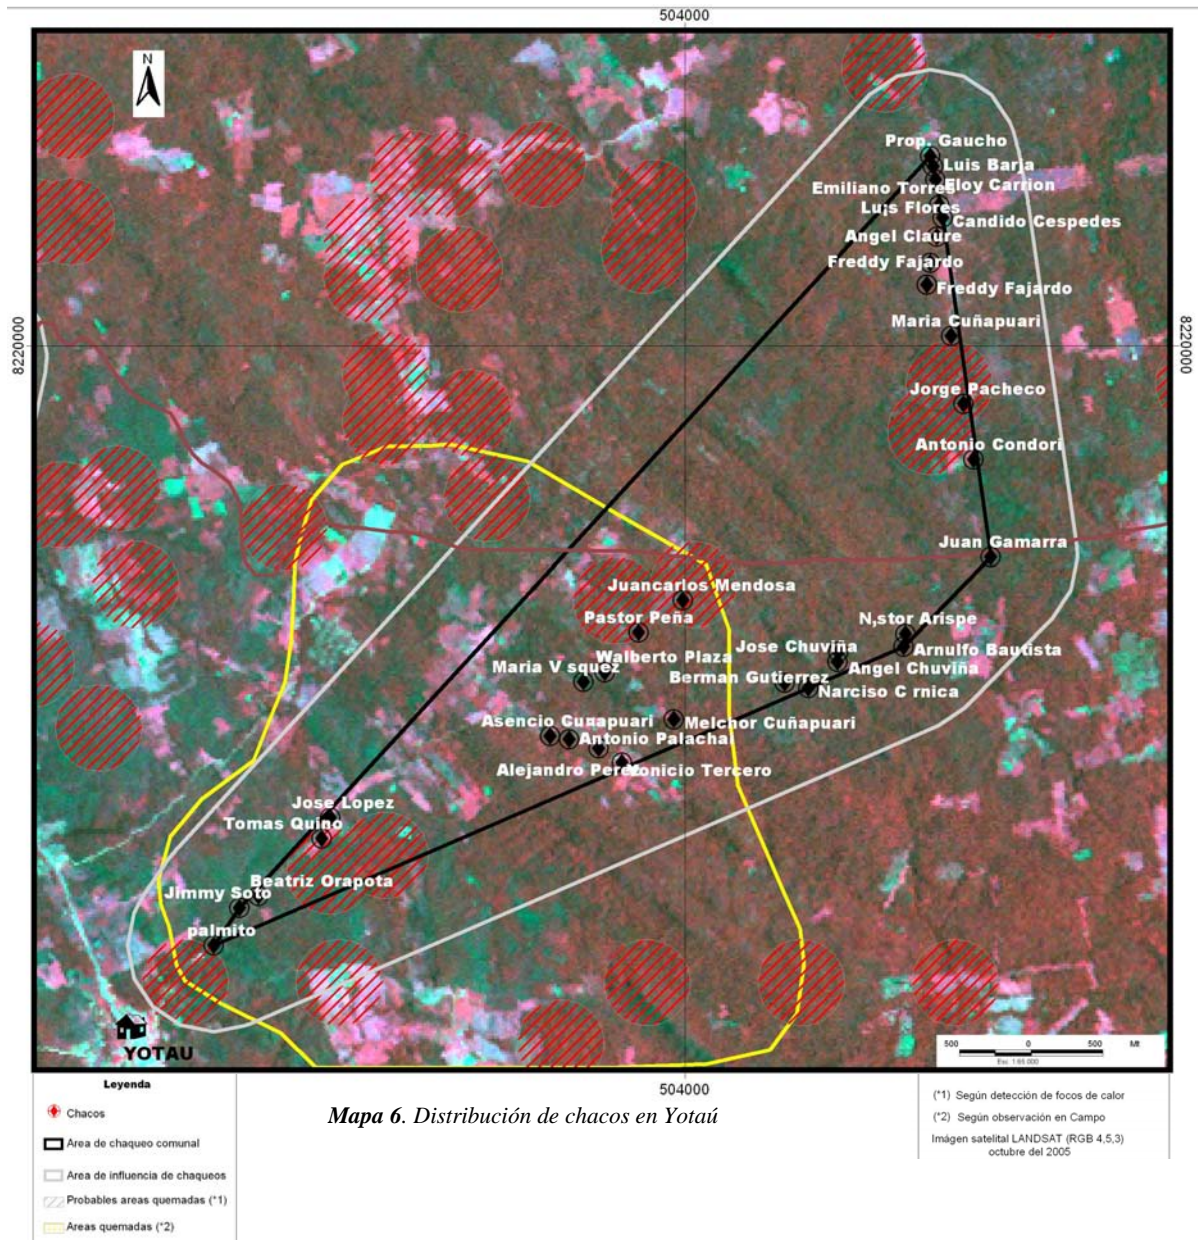 504000
N
Prop. Gaucho
Luis Barja
Emiliano Torres
Eloy Carrion
Lu¡s Flores
Candido Cespedes
Angel Claure
Freddy Fajardo
Freddy Fajardo
8220000
8220000
Maria Cuñapuari
Jorge Pacheco
Antonio Condori
Juan Gamarra
Juancarlos Mendosa
Pastor Peña
N,stor Arispe
Jose Chuviña
Arnulfo Bautista
Walberto Plaza
Maria V squez
Angel Chuviña
Berman Gutierrez
Narciso C rnica
Asencio Cuñapuari
Melchor Cuñapuari
Antonio Palachai
Alejandro Perez
Tercero
Jose Lopez
Tomas Quino
Beatriz Orapota
Jimmy Soto
palmito
YOTAU
500 0 500 Mt
Esc. 1:65.000
504000
Leyenda
Chacos
Area de chaqueo comunal
Area de influencia de chaqueos
Probables areas quemadas (*1)
Areas quemadas (*2)
Mapa 6. Distribución de chacos en Yotaú
(*1) Según detección de focos de calor
(*2) Según observación en Campo
Imágen satelital LANDSAT (RGB 4,5,3)
octubre del 2005